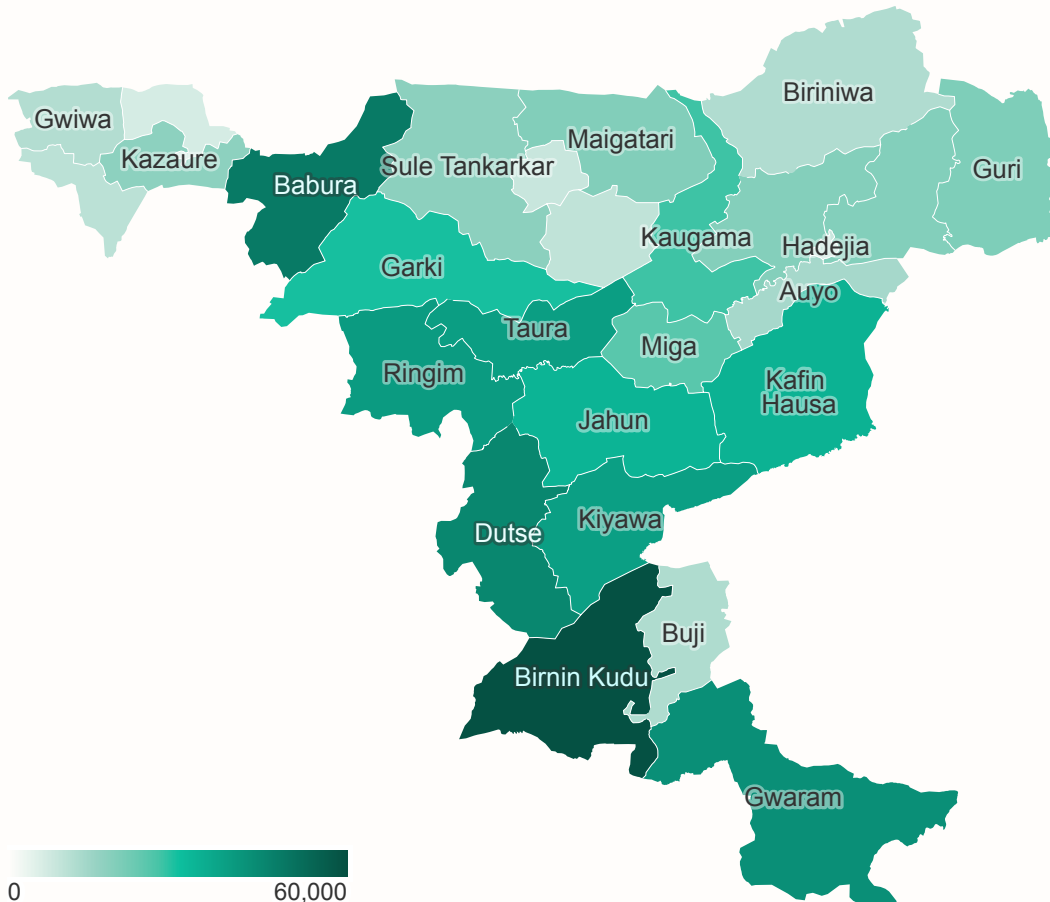 Biriniwa
Gwiwa
Maigatari
Kazaure
Sule Tankarkar
Guri
Babura
Kaugama
Hadejia
Garki
Auyo
Taura
Miga
Ringim
Kafin
Hausa
Jahun
Kiyawa
Dutse
Buji
Birnin Kudu
Gwaram
0
60,000